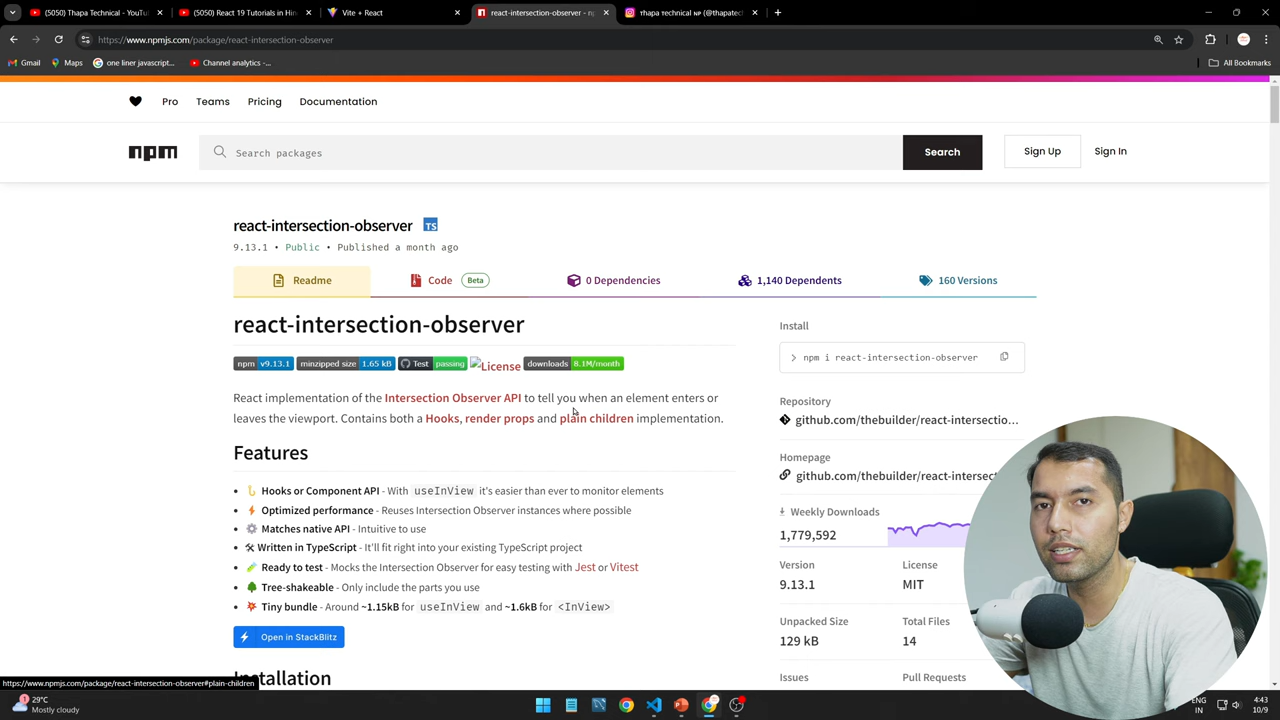 (5050) Thapa Technical - YouTu
(5050) React 19 Tutorials in Hin
Vite + React
react-intersection-observer - np
Thapa Technical (@thapatech
https://www.npmjs.com/package/react-intersection-observer
Gmail
Maps
one liner javascript...
Channel analytics -...
All Bookmarks
Pro
Teams
Pricing
Documentation
npm
Search packages
Search
Sign Up
Sign In
react-intersection-observer TS
9.13.1 • Public • Published a month ago
Readme
Code Beta
0 Dependencies
1,140 Dependents
160 Versions
react-intersection-observer
npm v9.13.1 minzipped size 1.65 kB Test passing License downloads 8.1M/month
React implementation of the Intersection Observer API to tell you when an element enters or
leaves the viewport. Contains both a Hooks, render props and plain children implementation.
Features
Hooks or Component API - With useInView it's easier than ever to monitor elements
Optimized performance - Reuses Intersection Observer instances where possible
Matches native API - Intuitive to use
Written in TypeScript - It'll fit right into your existing TypeScript project
Ready to test - Mocks the Intersection Observer for easy testing with Jest or Vitest
Tree-shakeable - Only include the parts you use
Tiny bundle - Around ~1.15kB for useInView and ~1.6kB for <InView>
Open in StackBlitz
Installation
Install
npm i react-intersection-observer
Repository
github.com/thebuilder/react-intersectio...
Homepage
github.com/thebuilder/react-intersec
Weekly Downloads
1,779,592
Version
License
9.13.1
MIT
Unpacked Size
Total Files
129 kB
14
Issues
Pull Requests
https://www.npmjs.com/package/react-intersection-observer#plain-children
1
29°C
Mostly cloudy
ENG
IN
4:43
10/9